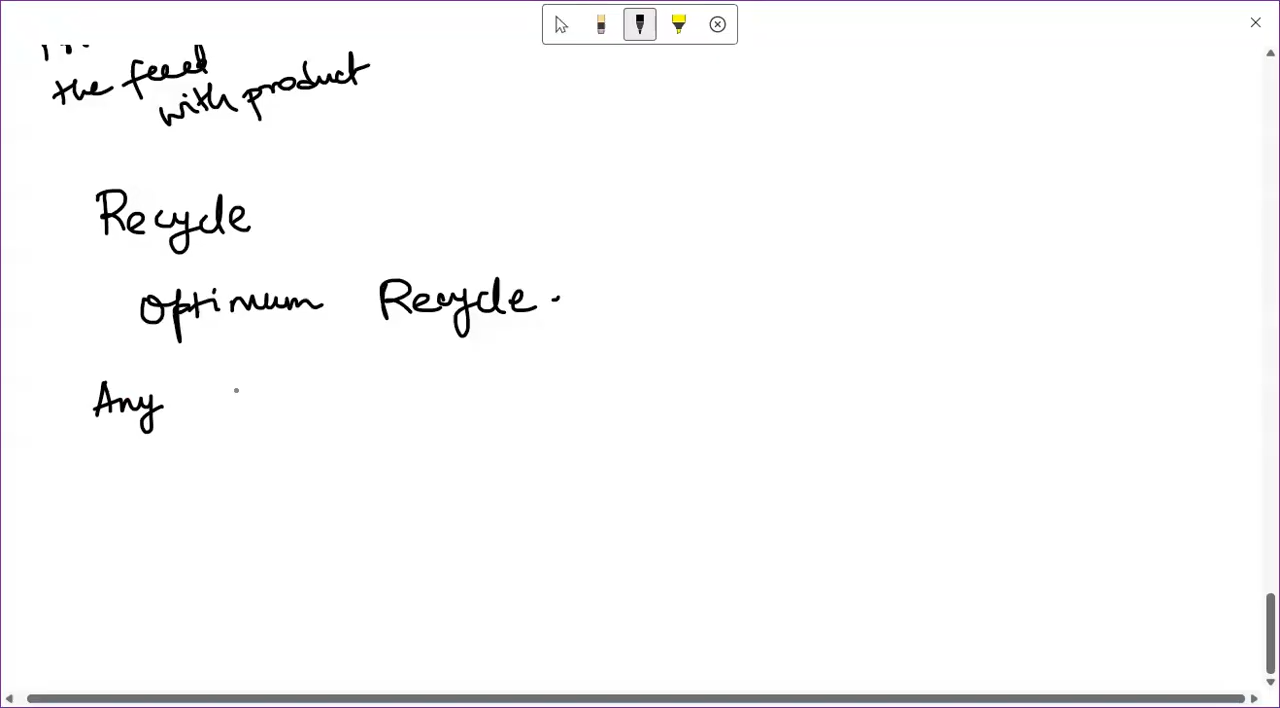 the feed
with product
Recycle
optimum Recycle.
Any